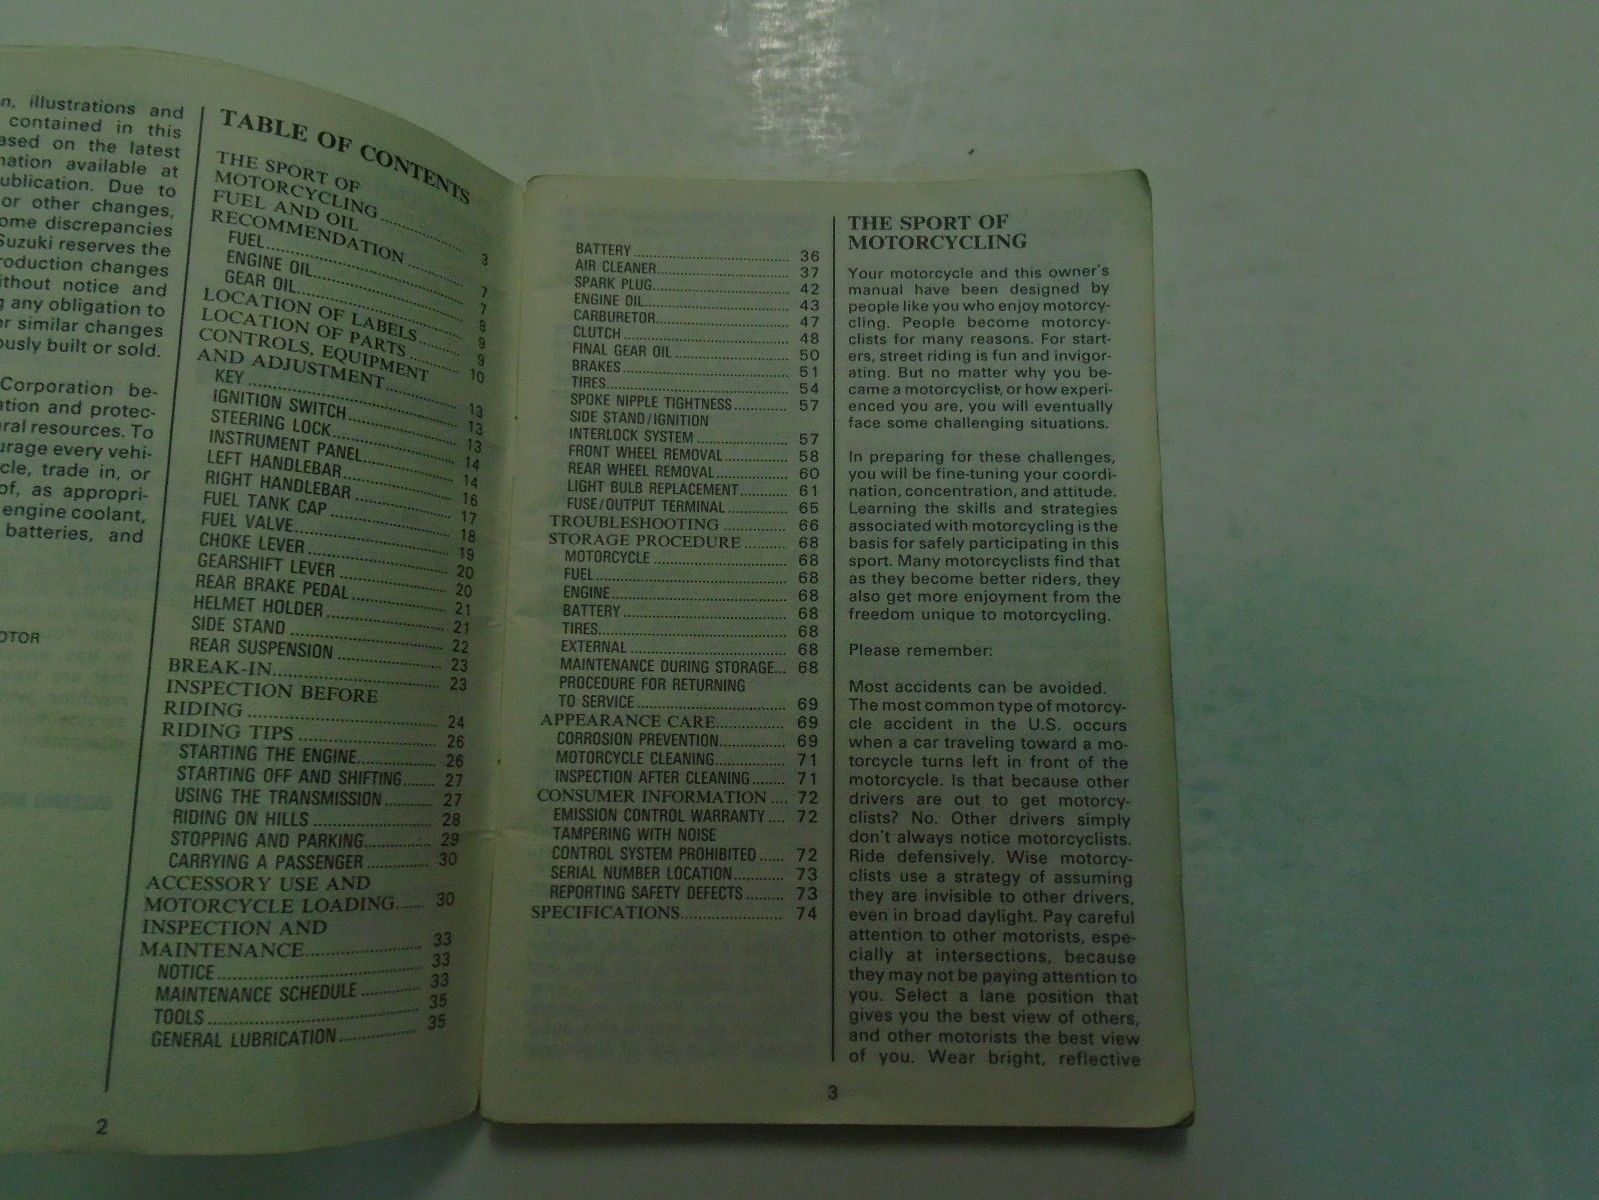 n, illustrations and
contained in this
ased on the latest
nation available at
ublication. Due to
or other changes,
ome discrepancies
Suzuki reserves the
roduction changes
ithout notice and
g any obligation to
or similar changes
ously built or sold.
Corporation be-
ation and protec-
ral resources. To
urage every vehi-
cle, trade in, or
of, as appropri-
engine coolant,
batteries, and
OTOR
2
TABLE OF CONTENTS
THE SPORT OF
MOTORCYCLING 3
FUEL AND OIL
RECOMMENDATION 7
FUEL 7
ENGINE OIL 7
GEAR OIL 8
LOCATION OF LABELS 9
LOCATION OF PARTS 9
CONTROLS, EQUIPMENT 10
AND ADJUSTMENT 13
KEY 13
IGNITION SWITCH 13
STEERING LOCK 14
INSTRUMENT PANEL 14
LEFT HANDLEBAR 16
RIGHT HANDLEBAR 17
FUEL TANK CAP 18
FUEL VALVE 19
CHOKE LEVER 20
GEARSHIFT LEVER 20
REAR BRAKE PEDAL 21
HELMET HOLDER 21
SIDE STAND 22
REAR SUSPENSION 23
BREAK-IN 23
INSPECTION BEFORE
RIDING 24
RIDING TIPS 26
STARTING THE ENGINE 26
STARTING OFF AND SHIFTING 27
USING THE TRANSMISSION 27
RIDING ON HILLS 28
STOPPING AND PARKING 29
CARRYING A PASSENGER 30
ACCESSORY USE AND
MOTORCYCLE LOADING 30
INSPECTION AND
MAINTENANCE 33
NOTICE 33
MAINTENANCE SCHEDULE 33
TOOLS 35
GENERAL LUBRICATION 35
BATTERY 36
AIR CLEANER 37
SPARK PLUG 42
ENGINE OIL 43
CARBURETOR 47
CLUTCH 48
FINAL GEAR OIL 50
BRAKES 51
TIRES 54
SPOKE NIPPLE TIGHTNESS 57
SIDE STAND/IGNITION
INTERLOCK SYSTEM 57
FRONT WHEEL REMOVAL 58
REAR WHEEL REMOVAL 60
LIGHT BULB REPLACEMENT 61
FUSE/OUTPUT TERMINAL 65
TROUBLESHOOTING 66
STORAGE PROCEDURE 68
MOTORCYCLE 68
FUEL 68
ENGINE 68
BATTERY 68
TIRES 68
EXTERNAL 68
MAINTENANCE DURING STORAGE 68
PROCEDURE FOR RETURNING
TO SERVICE 69
APPEARANCE CARE 69
CORROSION PREVENTION 69
MOTORCYCLE CLEANING 71
INSPECTION AFTER CLEANING 71
CONSUMER INFORMATION 72
EMISSION CONTROL WARRANTY 72
TAMPERING WITH NOISE
CONTROL SYSTEM PROHIBITED 72
SERIAL NUMBER LOCATION 73
REPORTING SAFETY DEFECTS 73
SPECIFICATIONS 74
THE SPORT OF
MOTORCYCLING
Your motorcycle and this owner's
manual have been designed by
people like you who enjoy motorcy-
cling. People become motorcy-
clists for many reasons. For start-
ers, street riding is fun and invigor-
ating. But no matter why you be-
came a motorcyclist, or how experi-
enced you are, you will eventually
face some challenging situations.
In preparing for these challenges,
you will be fine-tuning your coordi-
nation, concentration, and attitude.
Learning the skills and strategies
associated with motorcycling is the
basis for safely participating in this
sport. Many motorcyclists find that
as they become better riders, they
also get more enjoyment from the
freedom unique to motorcycling.
Please remember:
Most accidents can be avoided.
The most common type of motorcy-
cle accident in the U.S. occurs
when a car traveling toward a mo-
torcycle turns left in front of the
motorcycle. Is that because other
drivers are out to get motorcy-
clists? No. Other drivers simply
don't always notice motorcyclists.
Ride defensively. Wise motorcy-
clists use a strategy of assuming
they are invisible to other drivers,
even in broad daylight. Pay careful
attention to other motorists, espe-
cially at intersections, because
they may not be paying attention to
you. Select a lane position that
gives you the best view of others,
and other motorists the best view
of you. Wear bright, reflective
3